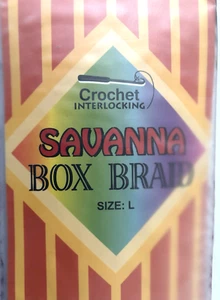 Crochet
INTERLOCKING
SAVANNA
BOX BRAID
SIZE: L